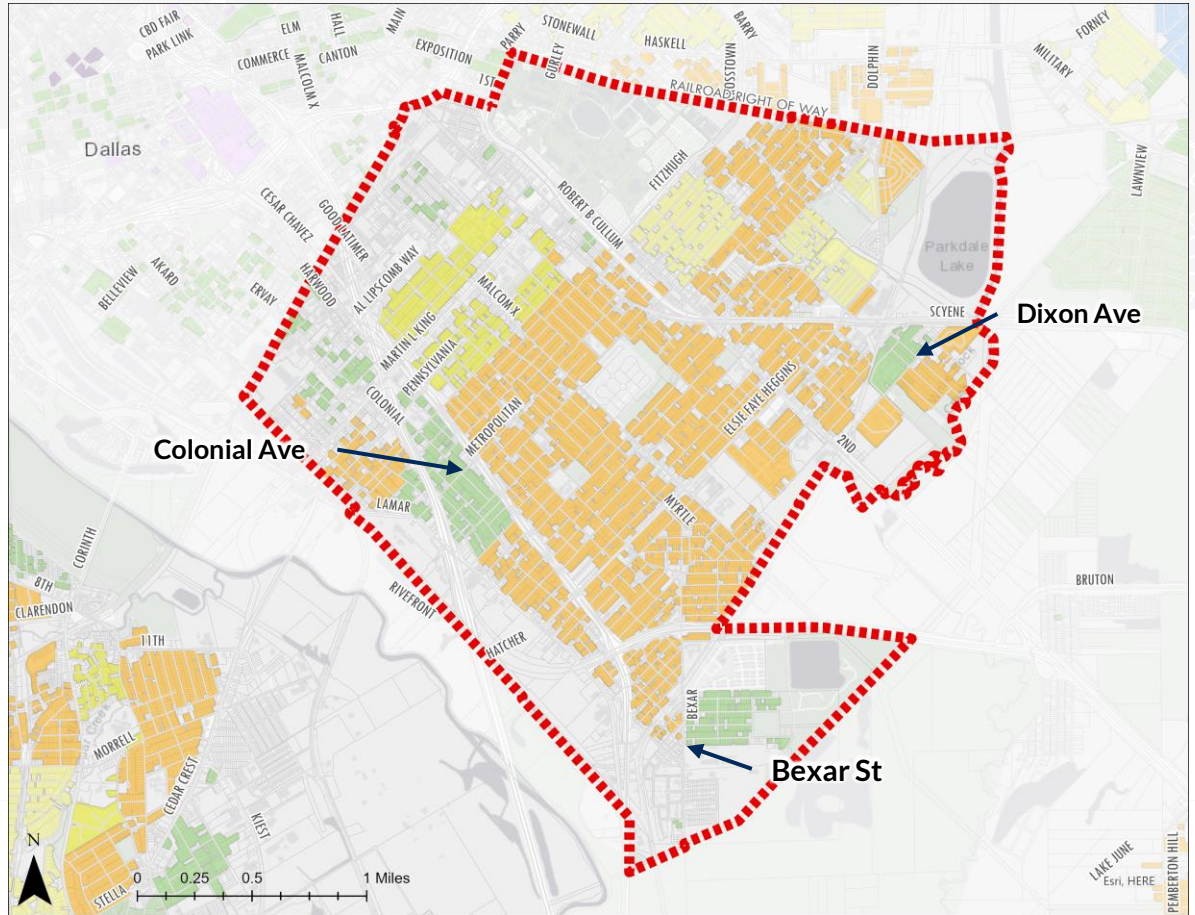 CBD FAIR
PARK LINK
ELM
HALL
MAIN
COMMERCE
CANTON
MALCOLM X
EXPOSITION
1ST
PARRY
STONEWALL
GURLEY
HASKELL
BARRY
OSSTOWN
DOLPHIN
MILITARY
FORNEY
RAILROAD RIGHT OF WAY
Dallas
LAWNVIEW
FITZHUGH
CESAR CHAVEZ
GOOD LATIMER
ROBERT B CULLUM
HARWOOD
AL LIPSCOMB WAY
BELLEVIEW
AKARD
ERVAY
Parkdale
Lake
MARTIN L KING
MALCOM X
SCYENE
Dixon Ave
PENNSYLVANIA
COLONIAL
ELSIE FAYE HEGGINS
METROPOLITAN
2ND
Colonial Ave
LAMAR
MYRTLE
CORINTH
8TH
CLARENDON
11TH
RIVERFRONT
HATCHER
BRUTON
BEXAR
Bexar St
MORRELL
CEDAR CREST
KIEST
STELLA
N
0 0.25 0.5 1 Miles
LAKE JUNE
Esri, HERE
PEMBERTON HILL